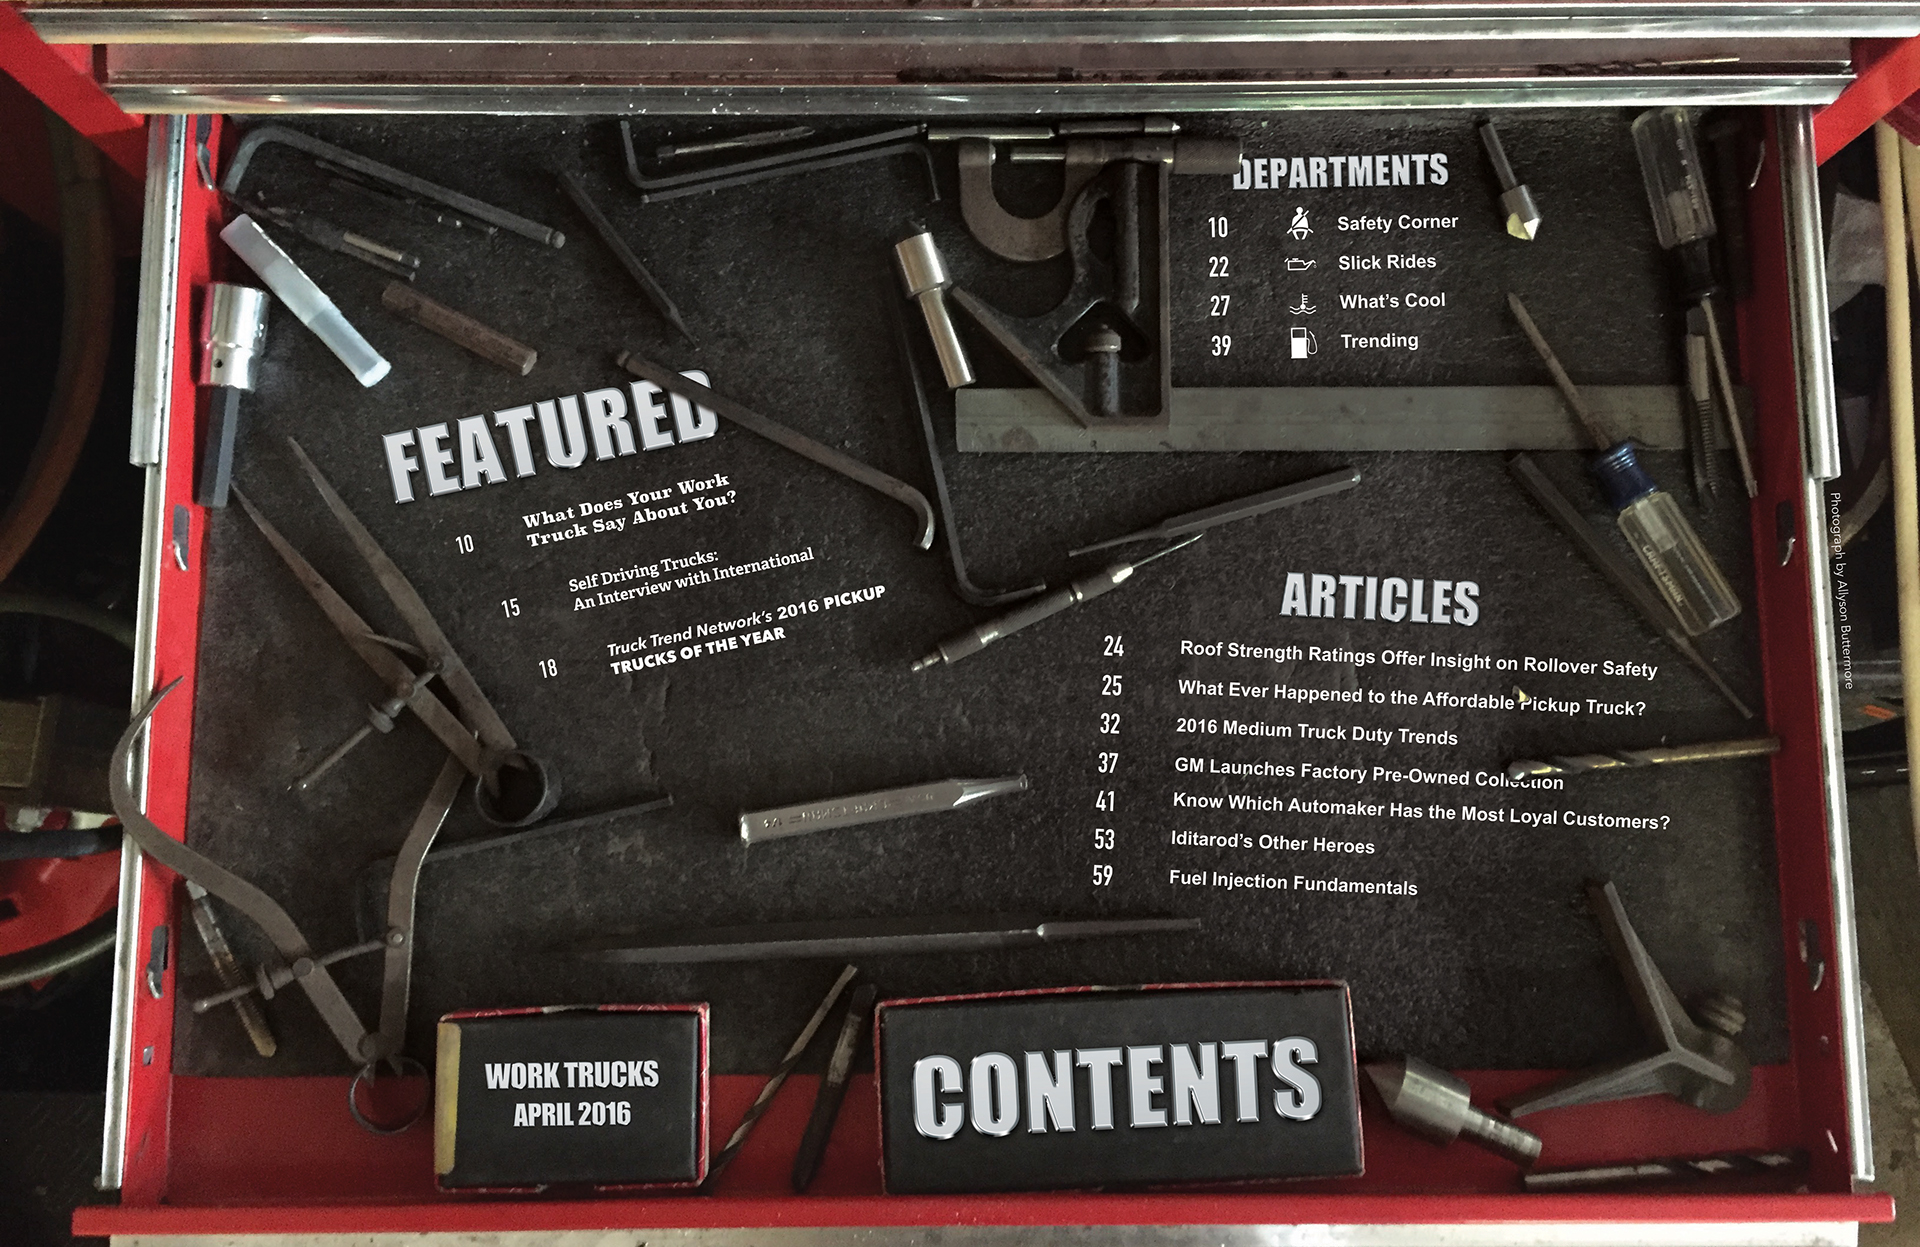 DEPARTMENTS
10 Safety Corner
22 Slick Rides
27 What's Cool
39 Trending
FEATURED
10 What Does Your Work
Truck Say About You?
15 Self Driving Trucks:
An Interview with International
18 Truck Trend Network's 2016 PICKUP
TRUCKS OF THE YEAR
ARTICLES
24 Roof Strength Ratings Offer Insight on Rollover Safety
25 What Ever Happened to the Affordable Pickup Truck?
32 2016 Medium Truck Duty Trends
37 GM Launches Factory Pre-Owned Collection
41 Know Which Automaker Has the Most Loyal Customers?
53 Iditarod's Other Heroes
59 Fuel Injection Fundamentals
WORK TRUCKS
APRIL 2016
CONTENTS
Photograph by Allyson Buttermore
CRAFTSMAN